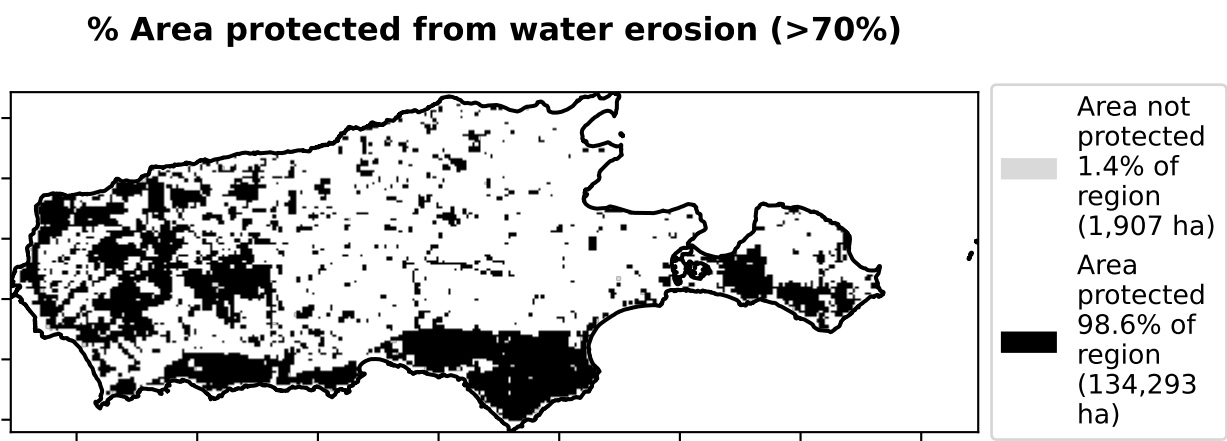 % Area protected from water erosion (>70%)
Area not
protected
1.4% of
region
(1,907 ha)
Area
protected
98.6% of
region
(134,293
ha)